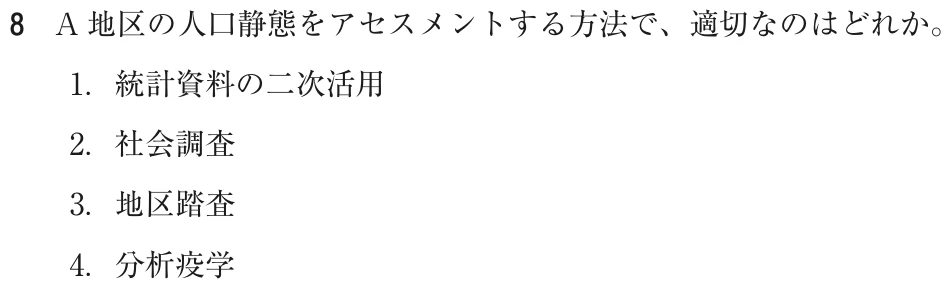 8 A 地区の人口静態をアセスメントする方法で、適切なのはどれか。
1. 統計資料の二次活用
2. 社会調査
3. 地区踏査
4. 分析疫学